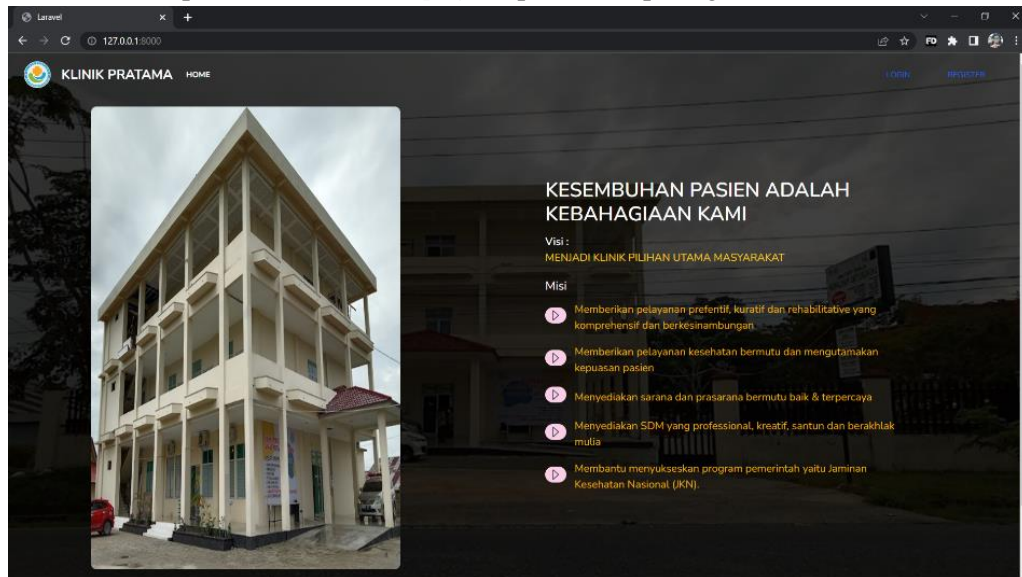 Laravel
127.0.0.1:8000
KLINIK PRATAMA HOME
LOGIN REGISTER
KESEMBUHAN PASIEN ADALAH
KEBAHAGIAAN KAMI
Visi :
MENJADI KLINIK PILIHAN UTAMA MASYARAKAT
Misi
Memberikan pelayanan prefentif, kuratif dan rehabilitative yang
komprehensif dan berkesinambungan
Memberikan pelayanan kesehatan bermutu dan mengutamakan
kepuasan pasien
Menyediakan sarana dan prasarana bermutu baik & terpercaya
Menyediakan SDM yang professional, kreatif, santun dan berakhlak
mulia
Membantu menyukseskan program pemerintah yaitu Jaminan
Kesehatan Nasional (JKN).